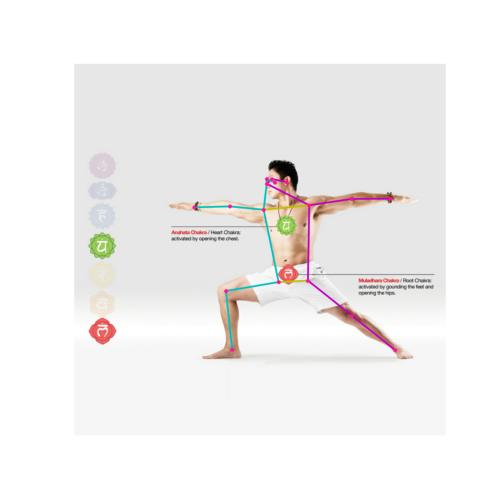 Anahata Chakra / Heart Chakra:
activated by opening the chest.
Muladhara Chakra / Root Chakra:
activated by gounding the feet and
opening the hips.